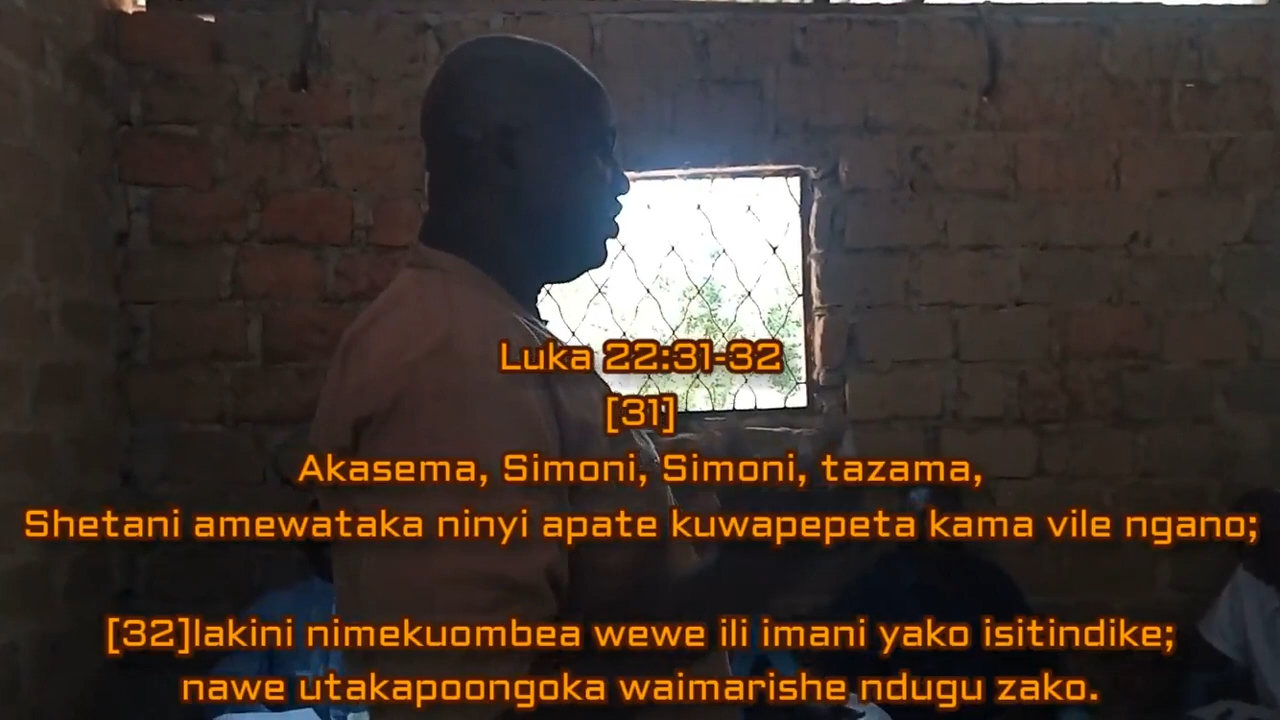 Luka 22:31-32
[31]
Akasema, Simoni, Simoni, tazama,
Shetani amewataka ninyi apate kuwapepeta kama vile ngano;
[32]lakini nimekuombea wewe ili imani yako isitindike;
nawe utakapoongoka waimarishe ndugu zako.